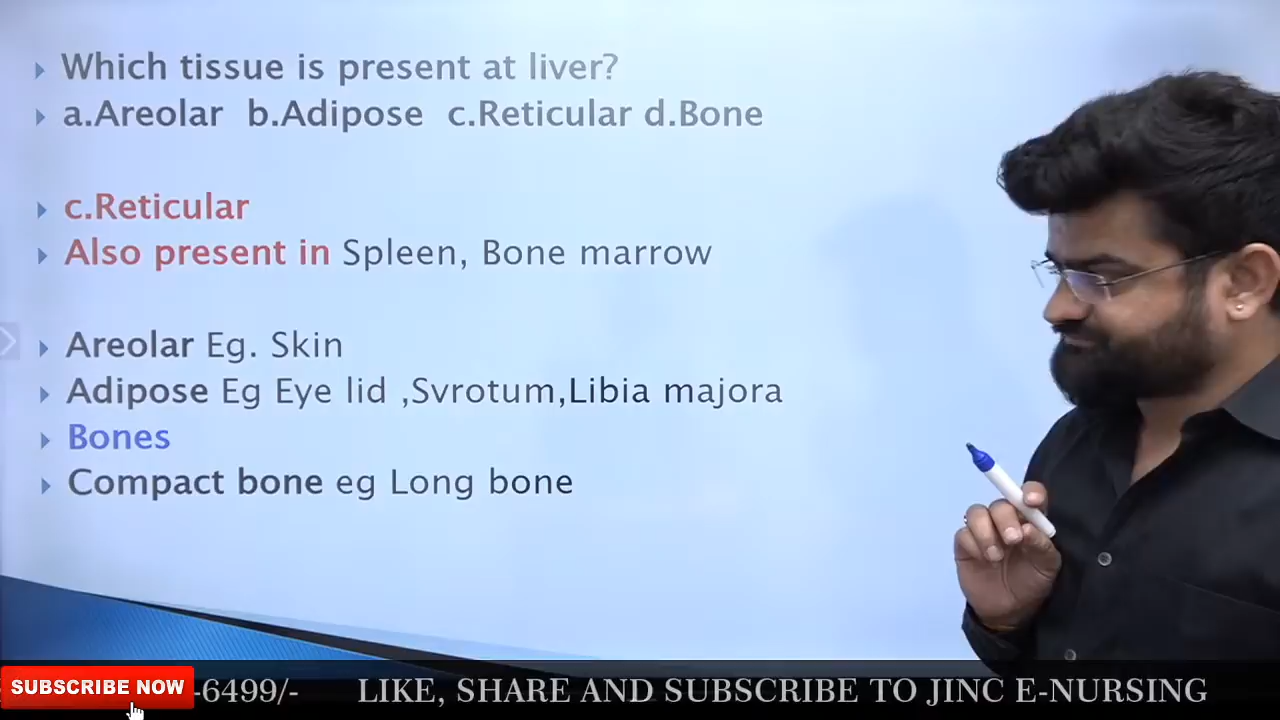 Which tissue is present at liver?
a.Areolar b.Adipose c.Reticular d.Bone
c.Reticular
Also present in Spleen, Bone marrow
Areolar Eg. Skin
Adipose Eg Eye lid ,Svrotum,Libia majora
Bones
Compact bone eg Long bone
SUBSCRIBE NOW
-6499/- LIKE, SHARE AND SUBSCRIBE TO JINC E-NURSING